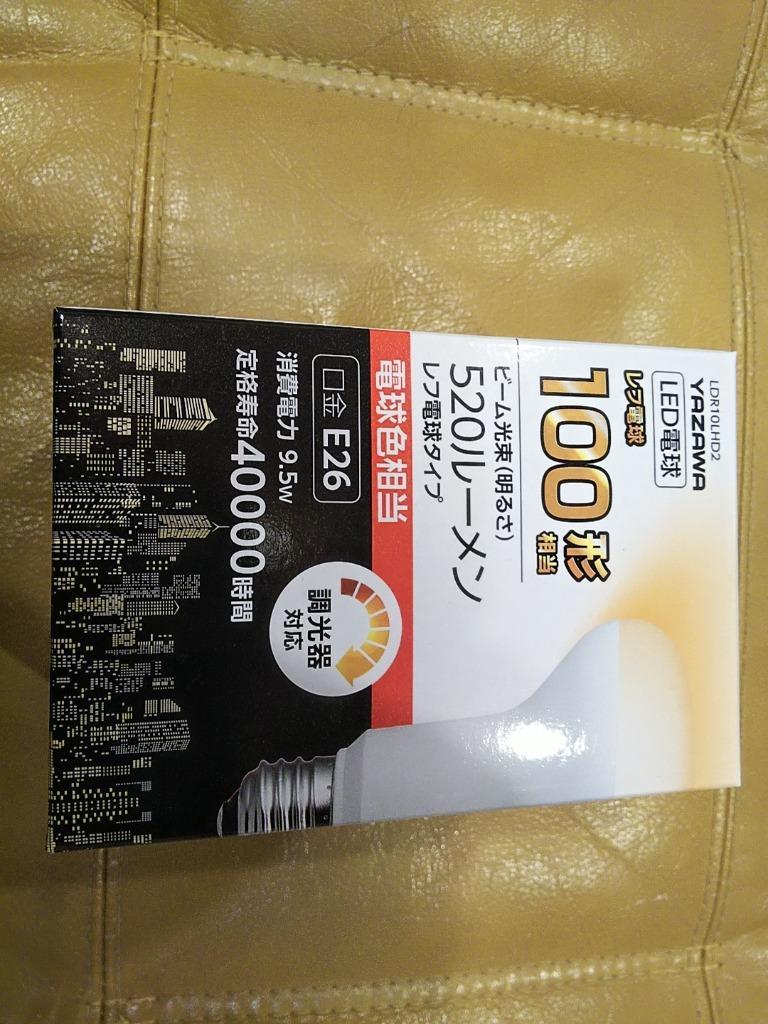 LDR10LHD2
YAZAWA
LED電球
レフ電球
100形
相当
ビーム光束(明るさ)
520ルーメン
レフ電球タイプ
電球色相当
口金 E26
消費電力 9.5W
定格寿命40000時間
調光器
対応